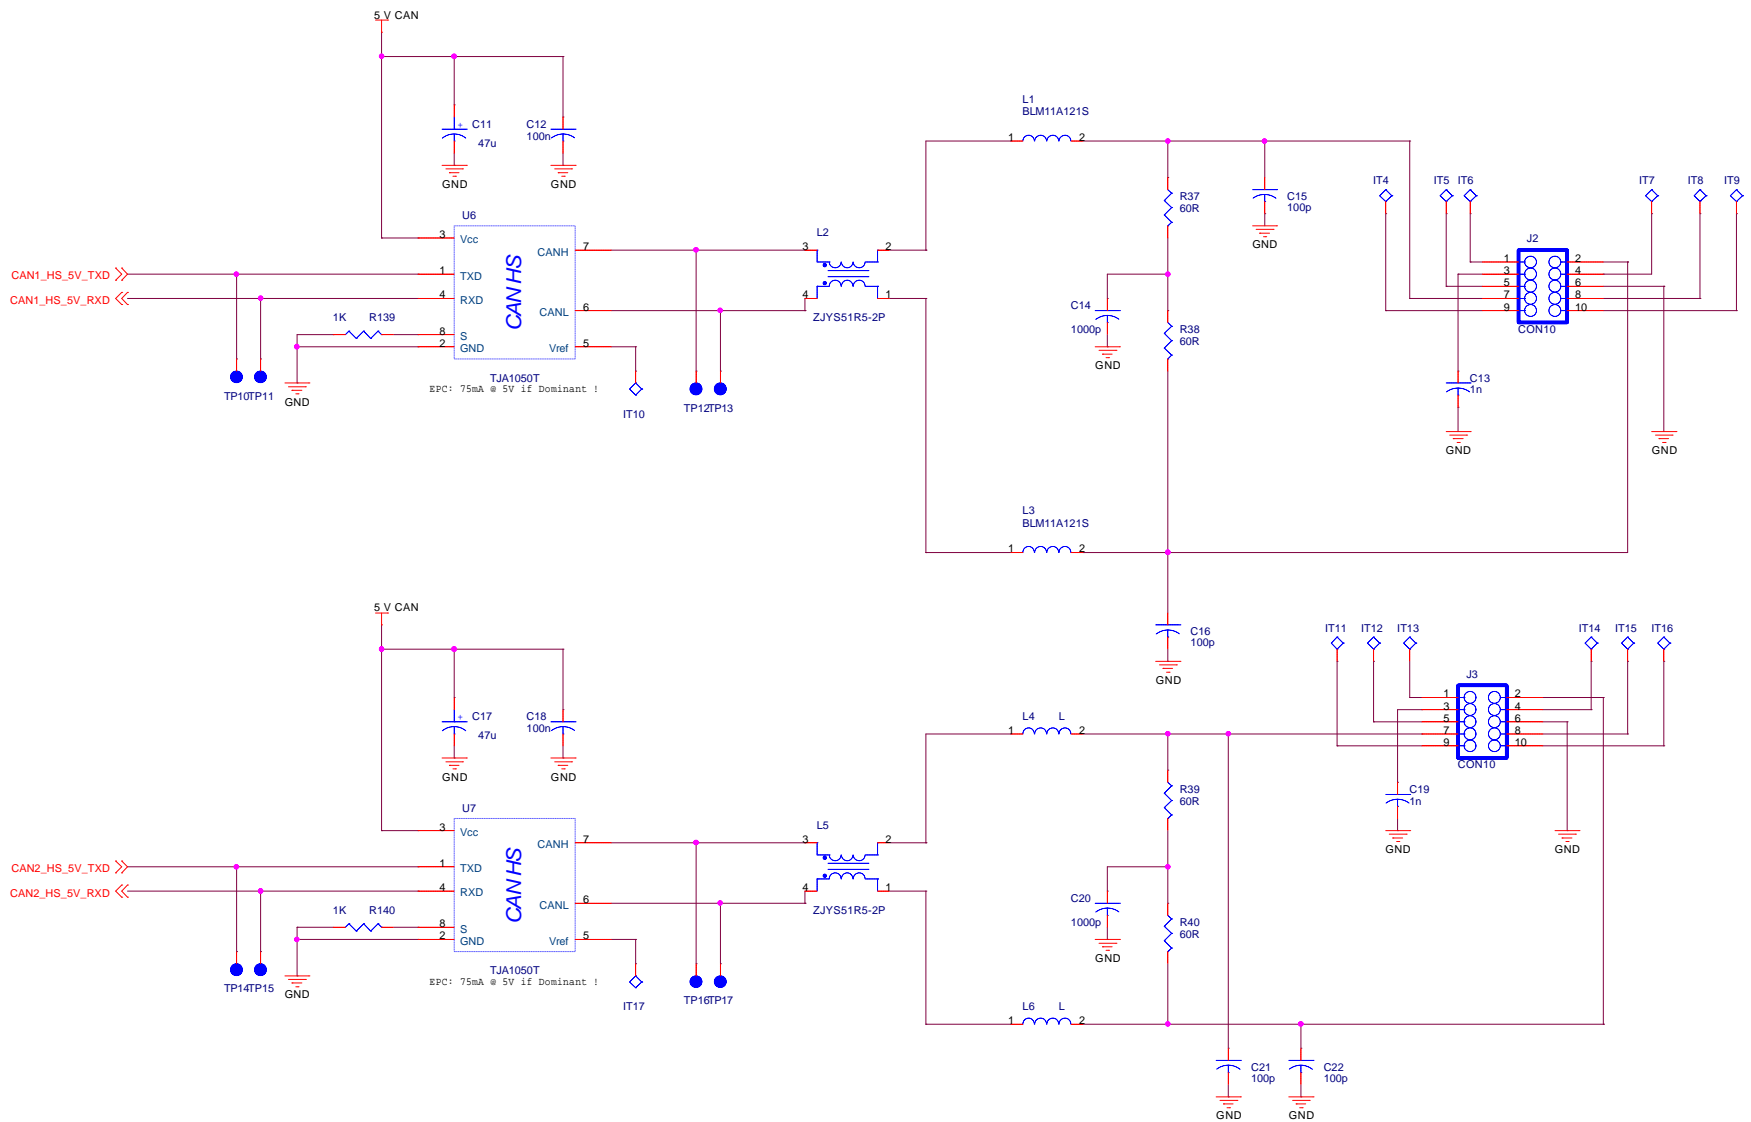 5 V CAN
C11
47u
C12
100n
GND
GND
U6
3
Vcc
CANH
7
CAN1_HS_5V_TXD
1
TXD
CAN HS
CAN1_HS_5V_RXD
4
RXD
CANL
6
1K
R139
8
S
2
GND
Vref
5
TJA1050T
EPC: 75mA @ 5V if Dominant !
GND
TP10
TP11
IT10
TP12
TP13
L2
3
2
4
1
ZJYS51R5-2P
L1
BLM11A121S
1
2
R37
60R
C15
100p
GND
C14
1000p
GND
R38
60R
L3
BLM11A121S
1
2
C16
100p
GND
IT4
IT5
IT6
IT7
IT8
IT9
J2
1
2
3
4
5
6
7
8
9
10
CON10
C13
1n
GND
GND
5 V CAN
C17
47u
C18
100n
GND
GND
U7
3
Vcc
CANH
7
CAN2_HS_5V_TXD
1
TXD
CAN HS
CAN2_HS_5V_RXD
4
RXD
CANL
6
1K
R140
8
S
2
GND
Vref
5
TJA1050T
EPC: 75mA @ 5V if Dominant !
GND
TP14
TP15
IT17
TP16
TP17
L5
3
2
4
1
ZJYS51R5-2P
L4
L
1
2
R39
60R
C20
1000p
GND
R40
60R
L6
L
1
2
C21
100p
GND
C22
100p
GND
IT11
IT12
IT13
IT14
IT15
IT16
J3
1
2
3
4
5
6
7
8
9
10
CON10
C19
1n
GND
GND